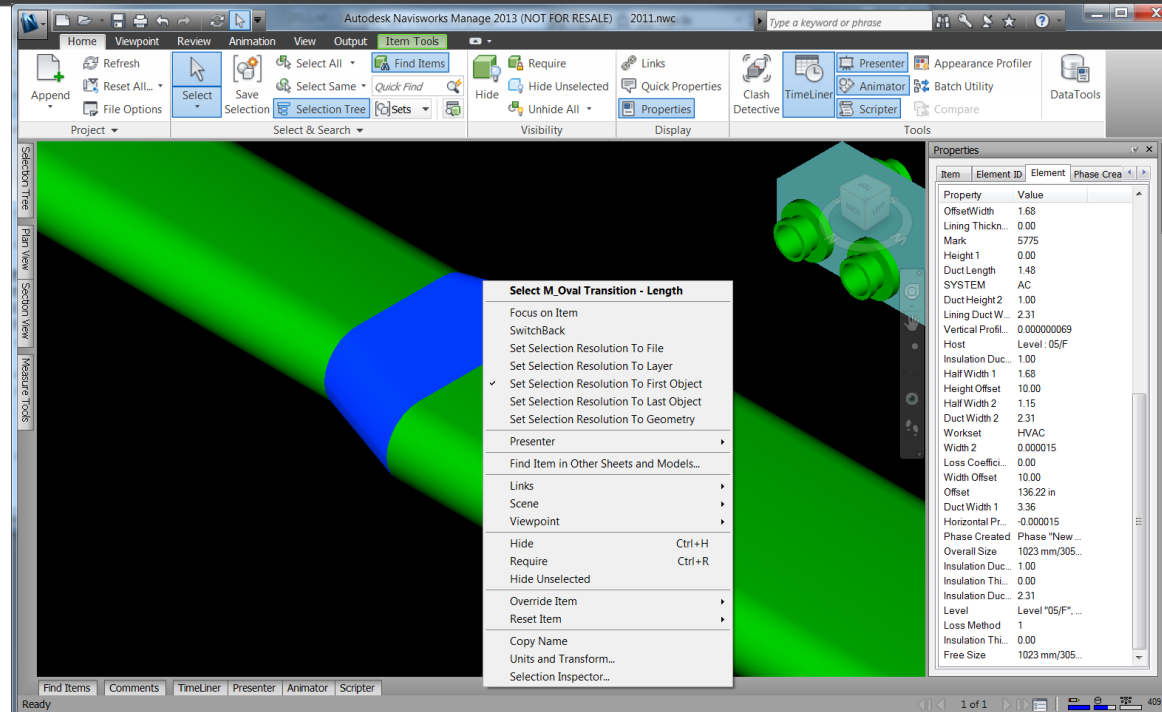 Autodesk Navisworks Manage 2013 (NOT FOR RESALE) 2011.nwc
Type a keyword or phrase
Home Viewpoint Review Animation View Output Item Tools
Append
Refresh
Reset All...
File Options
Project
Select
Save Selection
Select All
Select Same
Selection Tree
Find Items
Quick Find
Sets
Select & Search
Hide
Require
Hide Unselected
Unhide All
Visibility
Links
Quick Properties
Properties
Display
Clash Detective
TimeLiner
Presenter
Animator
Scripter
Appearance Profiler
Batch Utility
Compare
DataTools
Tools
Selection Tree
Plan View
Section View
Measure Tools
Select M_Oval Transition - Length
Focus on Item
SwitchBack
Set Selection Resolution To File
Set Selection Resolution To Layer
Set Selection Resolution To First Object
Set Selection Resolution To Last Object
Set Selection Resolution To Geometry
Presenter
Find Item in Other Sheets and Models...
Links
Scene
Viewpoint
Hide Ctrl+H
Require Ctrl+R
Hide Unselected
Override Item
Reset Item
Copy Name
Units and Transform...
Selection Inspector...
Properties
Item Element ID Element Phase Crea
Property Value
OffsetWidth 1.68
Lining Thickn... 0.00
Mark 5775
Height 1 0.00
Duct Length 1.48
SYSTEM AC
Duct Height 2 1.00
Lining Duct W... 2.31
Vertical Profil... 0.000000069
Host Level : 05/F
Insulation Duc... 1.00
Half Width 1 1.68
Height Offset 10.00
Half Width 2 1.15
Duct Width 2 2.31
Workset HVAC
Width 2 0.000015
Loss Coeffici... 0.00
Width Offset 10.00
Offset 136.22 in
Duct Width 1 3.36
Horizontal Pr... -0.000015
Phase Created Phase "New ...
Overall Size 1023 mm/305...
Insulation Duc... 1.00
Insulation Thi... 0.00
Insulation Duc... 2.31
Level Level "05/F", ...
Loss Method 1
Insulation Thi... 0.00
Free Size 1023 mm/305...
Find Items Comments TimeLiner Presenter Animator Scripter
Ready
1 of 1
409